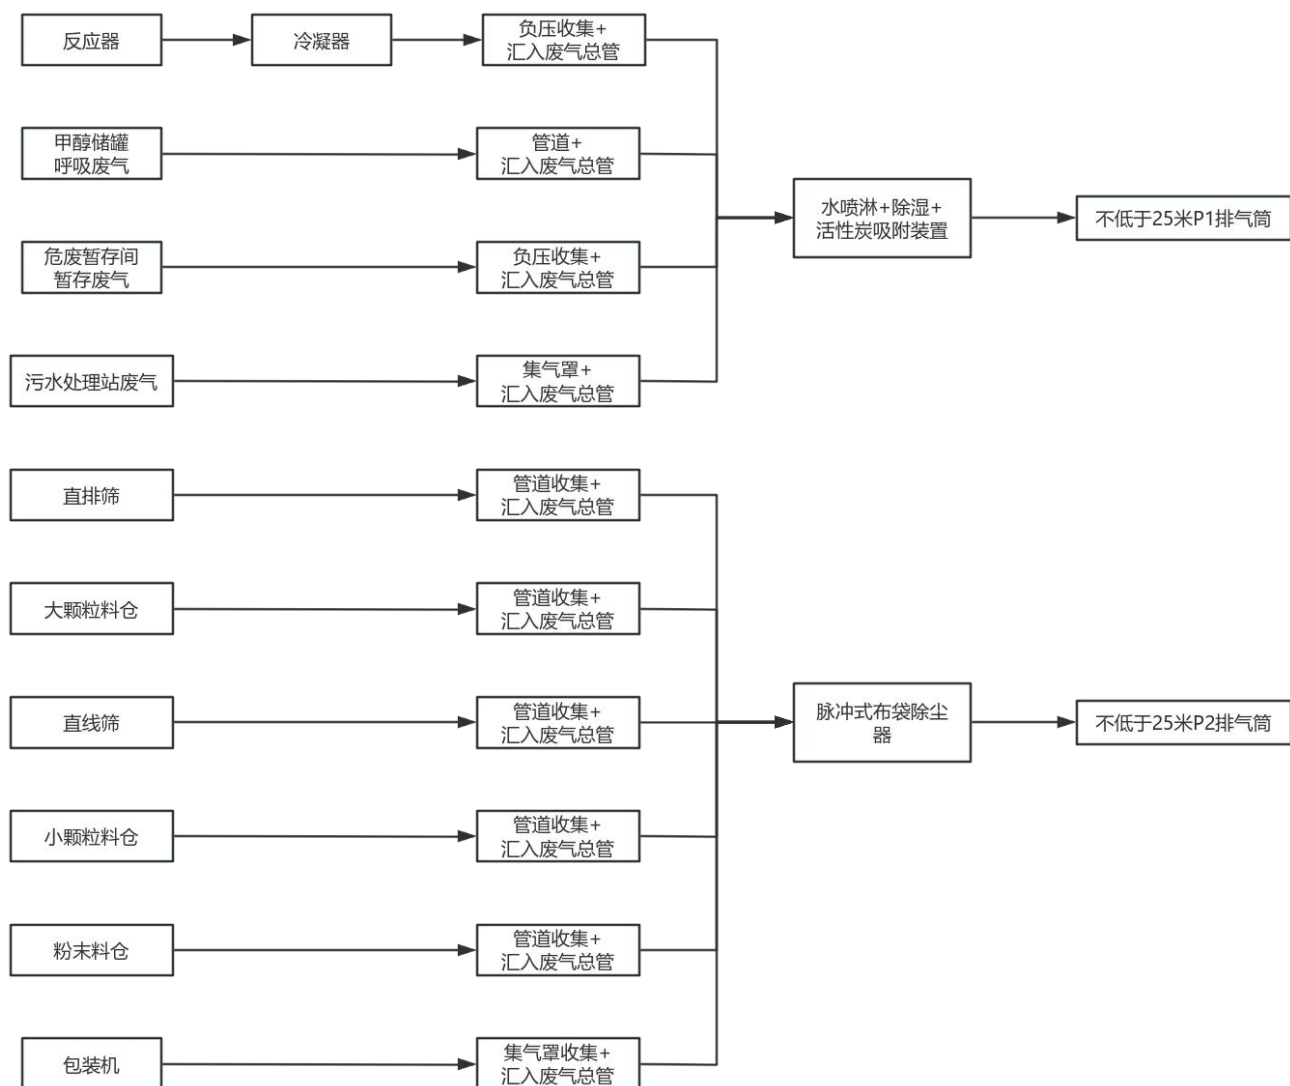 反应器
冷凝器
负压收集+
汇入废气总管
甲醇储罐
呼吸废气
管道+
汇入废气总管
水喷淋+除湿+
活性炭吸附装置
不低于25米P1排气筒
危废暂存间
暂存废气
负压收集+
汇入废气总管
污水处理站废气
集气罩+
汇入废气总管
直排筛
管道收集+
汇入废气总管
大颗粒料仓
管道收集+
汇入废气总管
直线筛
管道收集+
汇入废气总管
脉冲式布袋除尘
器
不低于25米P2排气筒
小颗粒料仓
管道收集+
汇入废气总管
粉末料仓
管道收集+
汇入废气总管
包装机
集气罩收集+
汇入废气总管